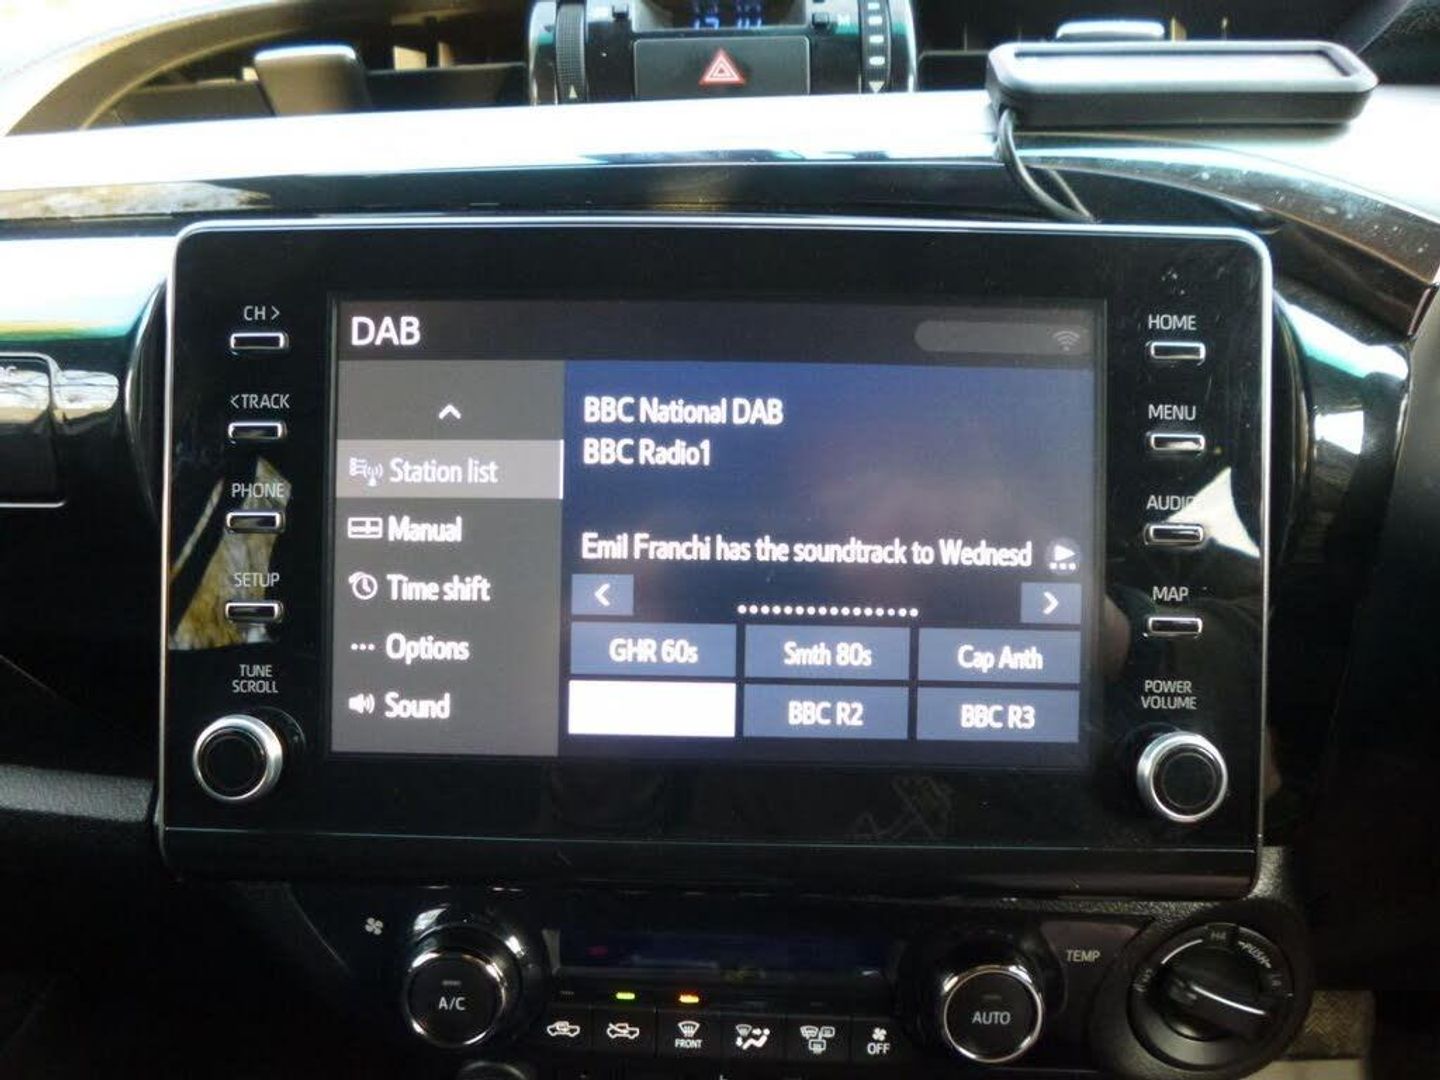 CH >
<TRACK
PHONE
SETUP
TUNE
SCROLL
DAB
Station list
Manual
Time shift
Options
Sound
BBC National DAB
BBC Radio1
Emil Franchi has the soundtrack to Wednesd
GHR 60s
Smth 80s
Cap Anth
BBC R2
BBC R3
HOME
MENU
AUDIO
MAP
POWER
VOLUME
A/C
FRONT
OFF
AUTO
TEMP
H4
PUSH